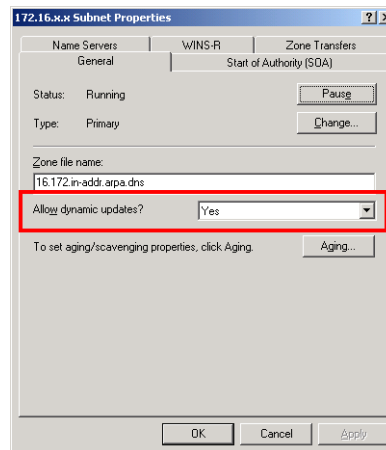 172.16.x.x Subnet Properties
Name Servers WINS-R Zone Transfers
General Start of Authority (SOA)
Status: Running Pause
Type: Primary Change...
Zone file name:
16.172.in-addr.arpa.dns
Allow dynamic updates? Yes
To set aging/scavenging properties, click Aging. Aging...
OK Cancel Apply